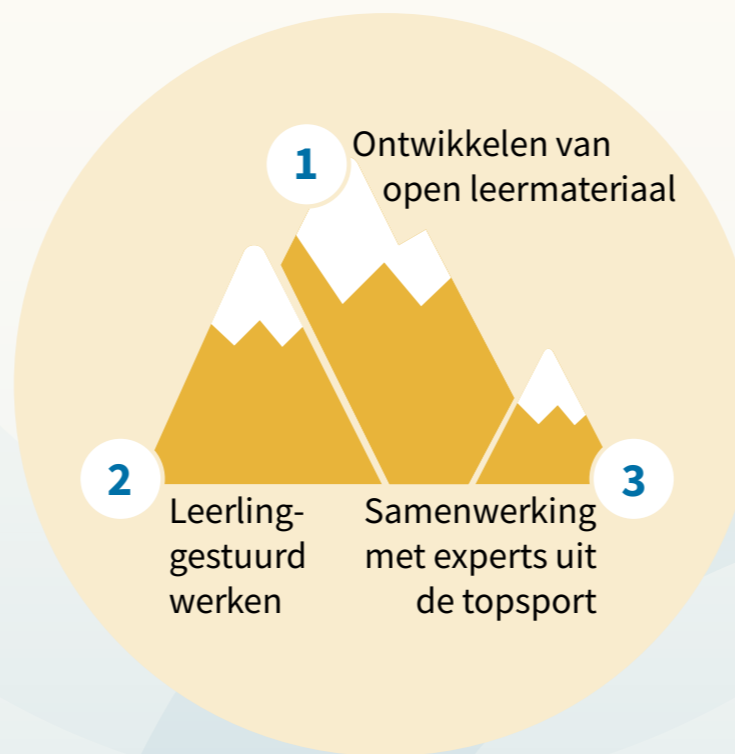 1
Ontwikkelen van
open leermateriaal
2
Leerling-
gestuurd
werken
3
Samenwerking
met experts uit
de topsport